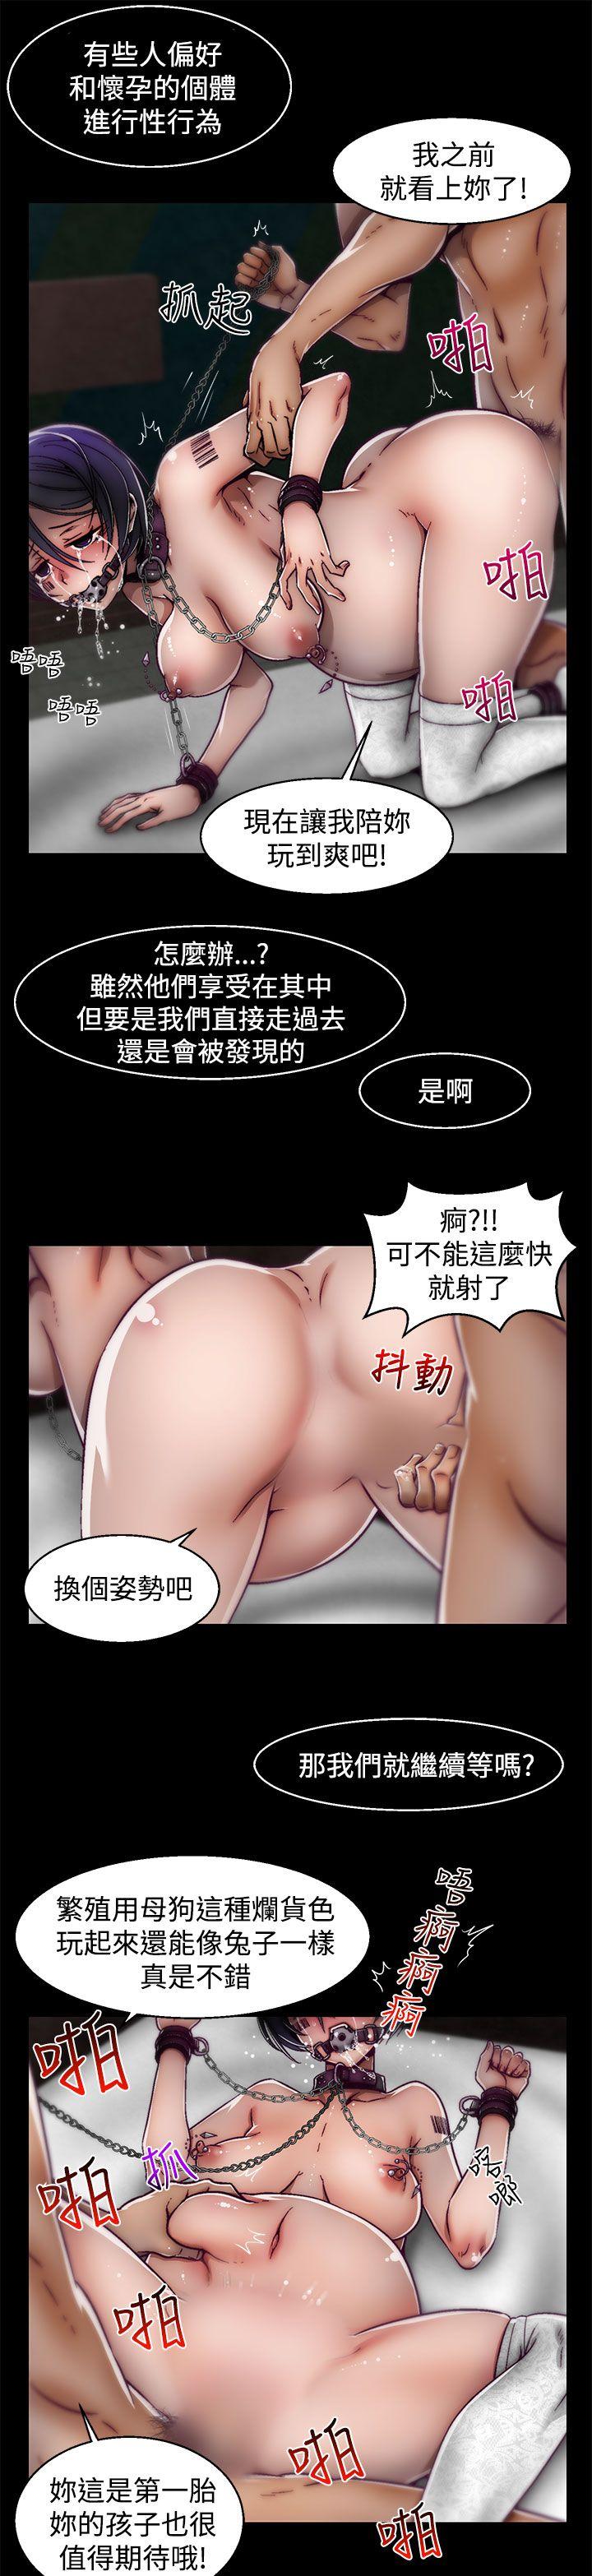 有些人偏好
和懷孕的個體
進行性行為
我之前
就看上妳了!
抓起
啪
啪
唔唔
唔唔
啪
現在讓我陪妳
玩到爽吧!
怎麼辦...?
雖然他們享受在其中
但要是我們直接走過去
還是會被發現的
是啊
痾?!!
可不能這麼快
就射了
抖動
換個姿勢吧
那我們就繼續等嗎?
繁殖用母狗這種爛貨色
玩起來還能像兔子一樣
真是不錯
唔
痾
痾
痾
啪
啪
抓
喀
啷
啪
啪
啪
妳這是第一胎
妳的孩子也很
值得期待哦!